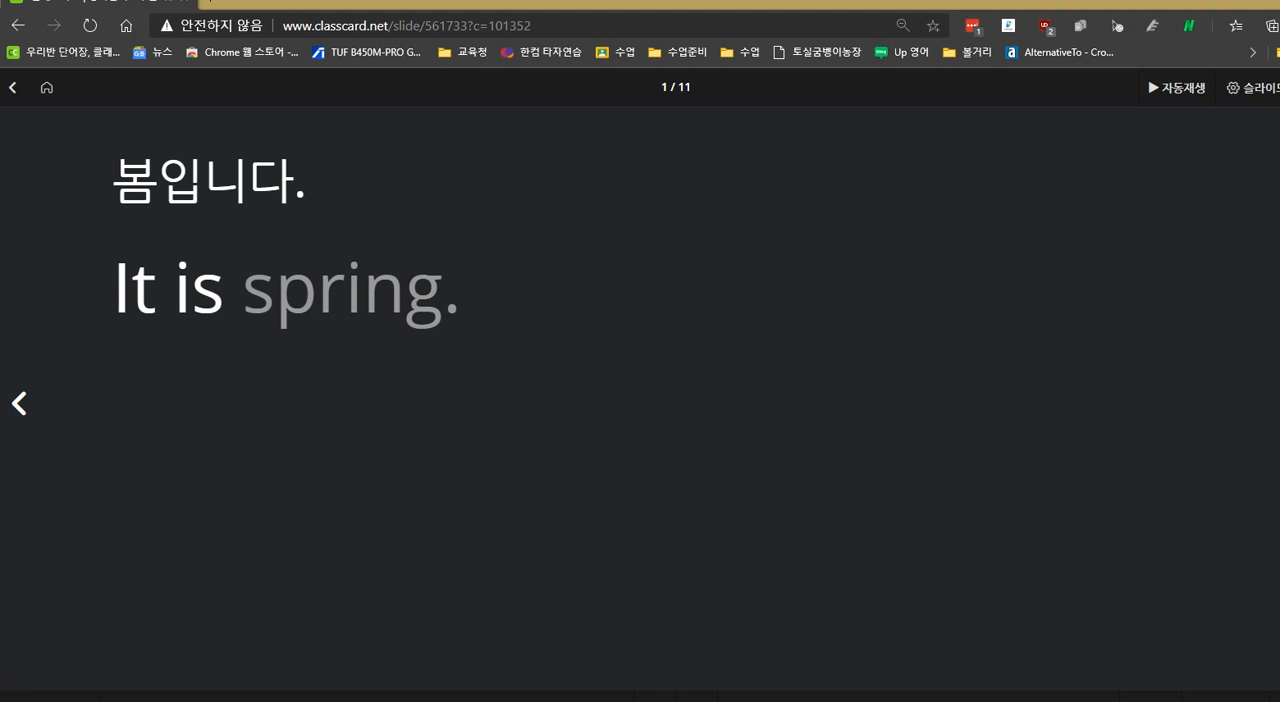 안전하지 않음 www.classcard.net/slide/561733?c=101352
우리반 단어장, 클래... 뉴스 Chrome 웹 스토어 -... TUF B450M-PRO G... 교육청 한컴 타자연습 수업 수업준비 수업 토실굼벵이농장 Up 영어 볼거리 AlternativeTo - Cro...
1 / 11 자동재생 슬라이드
봄입니다.
It is spring.